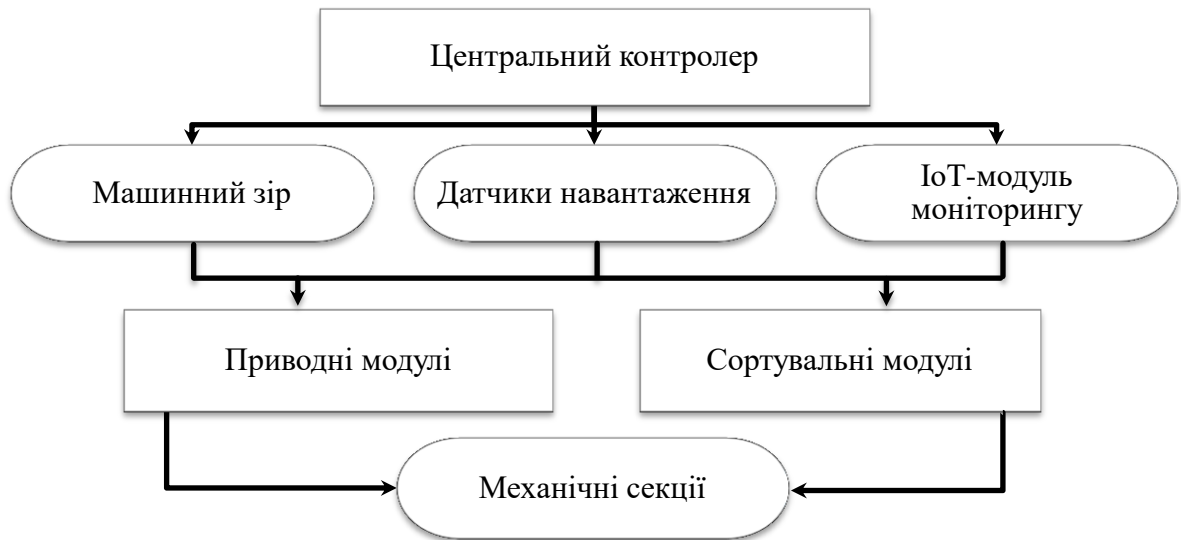 Центральний контролер
Машинний зір
Датчики навантаження
IoT-модуль
моніторингу
Приводні модулі
Сортувальні модулі
Механічні секції